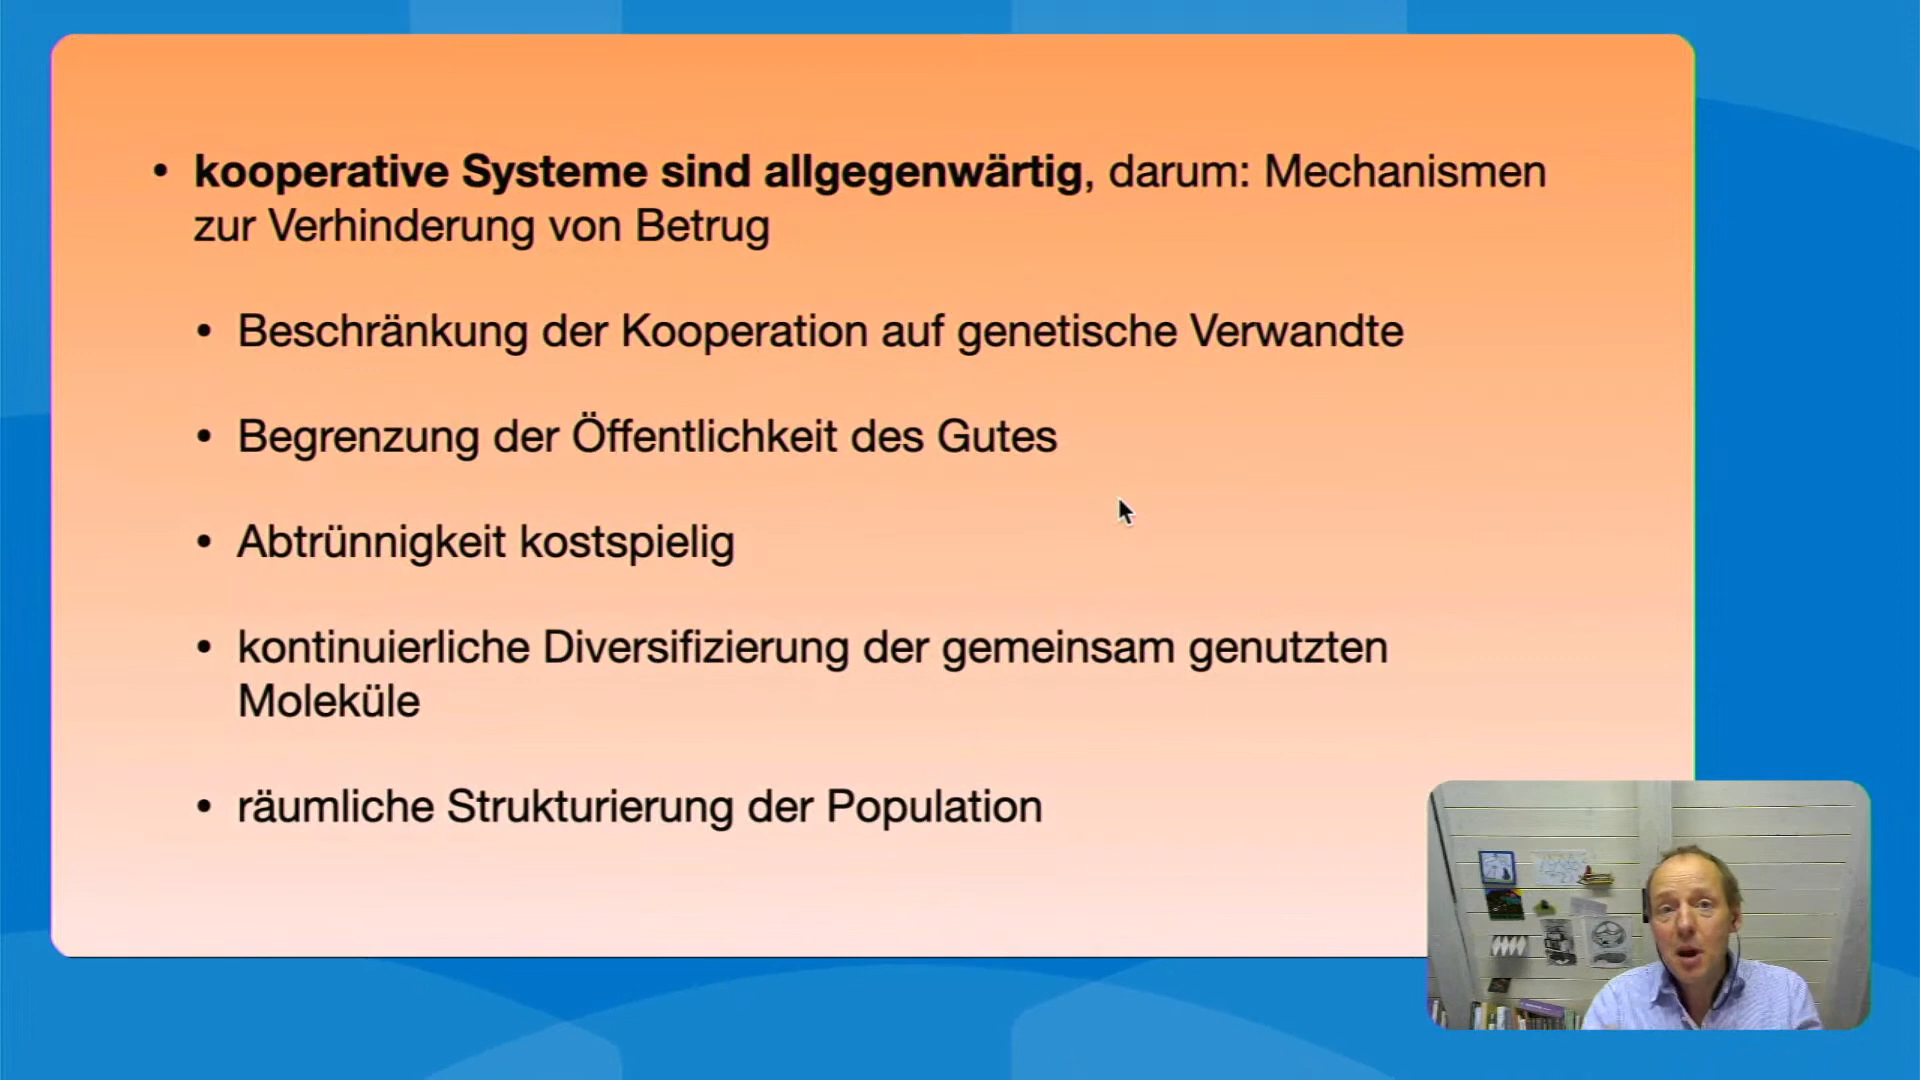 • kooperative Systeme sind allgegenwärtig, darum: Mechanismen
zur Verhinderung von Betrug
• Beschränkung der Kooperation auf genetische Verwandte
• Begrenzung der Öffentlichkeit des Gutes
• Abtrünnigkeit kostspielig
• kontinuierliche Diversifizierung der gemeinsam genutzten
Moleküle
• räumliche Strukturierung der Population